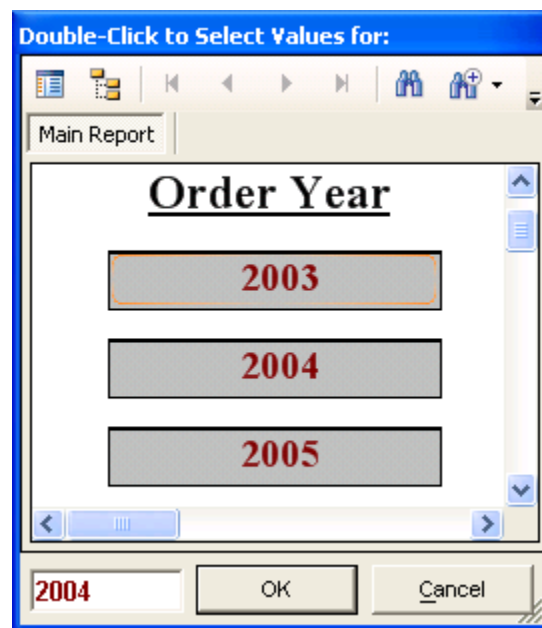 Double-Click to Select Values for:
Main Report
Order Year
2003
2004
2005
2004 OK Cancel